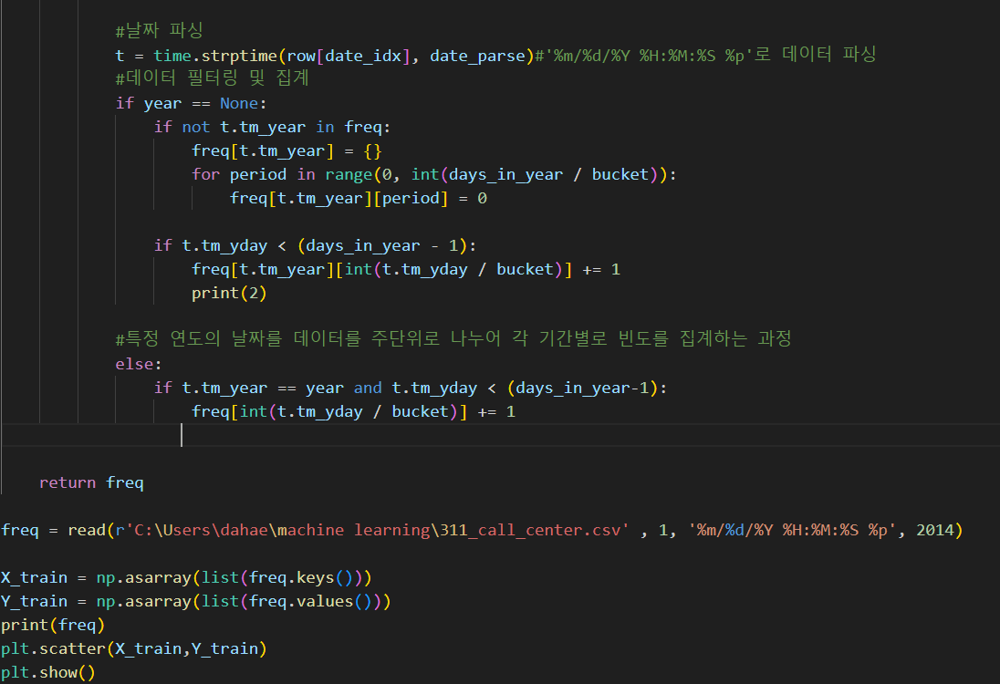 #날짜 파싱
t = time.strptime(row[date_idx], date_parse)#'%m/%d/%Y %H:%M:%S %p'로 데이터 파싱
#데이터 필터링 및 집계
if year == None:
if not t.tm_year in freq:
freq[t.tm_year] = {}
for period in range(0, int(days_in_year / bucket)):
freq[t.tm_year][period] = 0
if t.tm_yday < (days_in_year - 1):
freq[t.tm_year][int(t.tm_yday / bucket)] += 1
print(2)
#특정 연도의 날짜를 데이터를 주단위로 나누어 각 기간별로 빈도를 집계하는 과정
else:
if t.tm_year == year and t.tm_yday < (days_in_year-1):
freq[int(t.tm_yday / bucket)] += 1
return freq
freq = read(r'C:\Users\dahae\machine learning\311_call_center.csv' , 1, '%m/%d/%Y %H:%M:%S %p', 2014)
X_train = np.asarray(list(freq.keys()))
Y_train = np.asarray(list(freq.values()))
print(freq)
plt.scatter(X_train,Y_train)
plt.show()